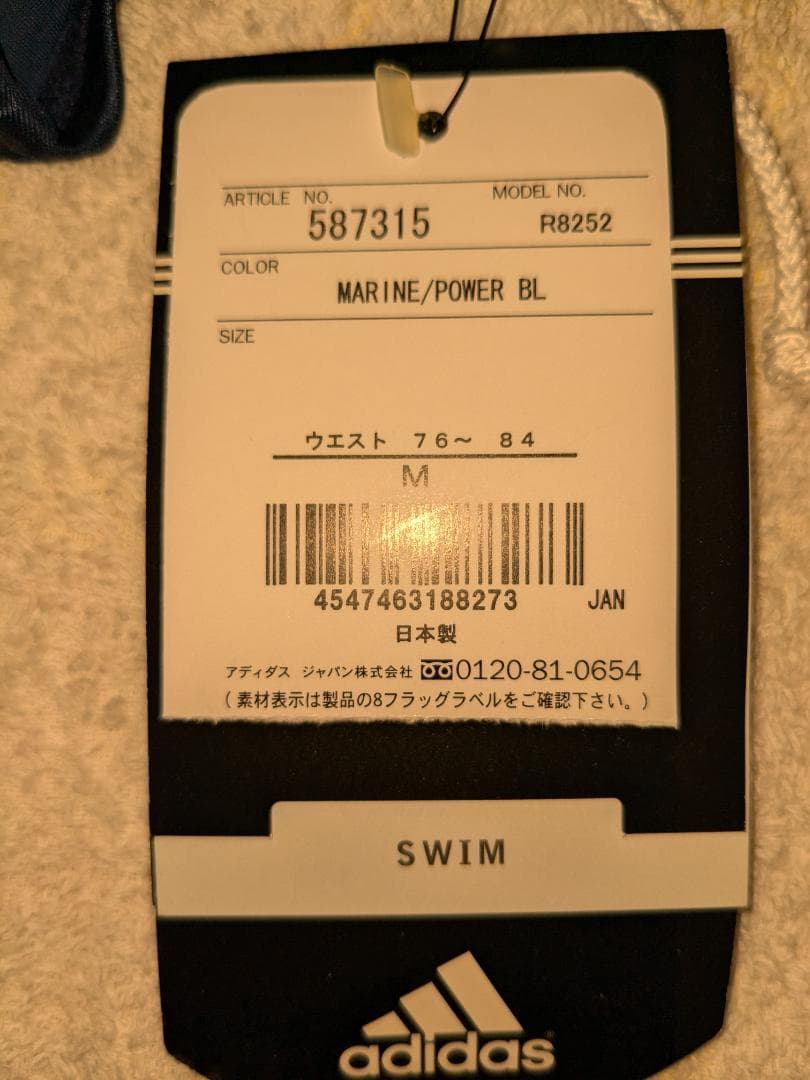 ARTICLE NO. MODEL NO.
587315 R8252
COLOR
MARINE/POWER BL
SIZE
ウエスト 76〜 84
M
4547463188273 JAN
日本製
アディダス ジャパン株式会社 0120-81-0654
(素材表示は製品の8フラッグラベルをご確認下さい。)
SWIM
adidas